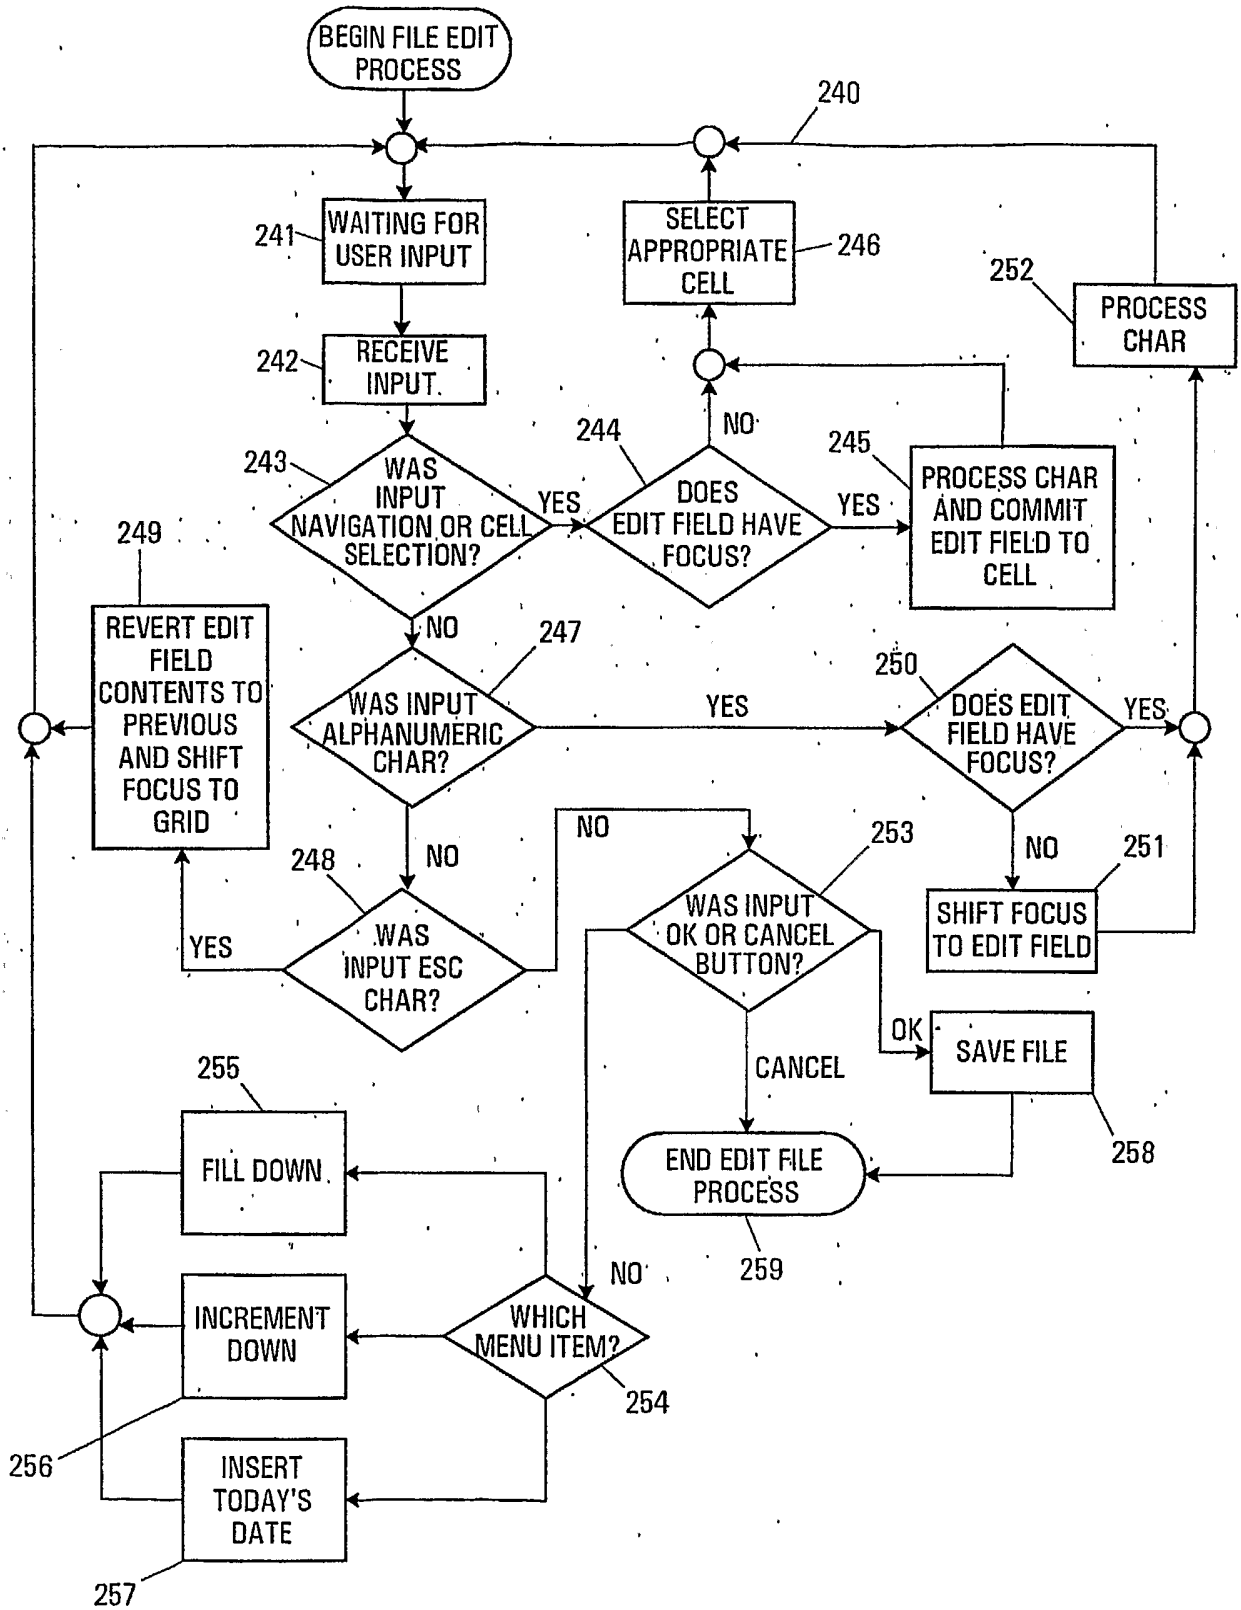 BEGIN FILE EDIT
PROCESS
240
WAITING FOR
USER INPUT
241
SELECT
APPROPRIATE
CELL
246
252
PROCESS
CHAR
RECEIVE
INPUT
242
243
WAS
INPUT
NAVIGATION OR CELL
SELECTION?
YES
244
NO
DOES
EDIT FIELD HAVE
FOCUS?
YES
245
PROCESS CHAR
AND COMMIT
EDIT FIELD TO
CELL
249
REVERT EDIT
FIELD
CONTENTS TO
PREVIOUS
AND SHIFT
FOCUS TO
GRID
NO
247
WAS INPUT
ALPHANUMERIC
CHAR?
YES
250
DOES EDIT
FIELD HAVE
FOCUS?
YES
NO
251
SHIFT FOCUS
TO EDIT FIELD
NO
248
WAS
INPUT ESC
CHAR?
YES
NO
253
WAS INPUT
OK OR CANCEL
BUTTON?
OK
SAVE FILE
258
CANCEL
END EDIT FILE
PROCESS
259
NO
255
FILL DOWN
INCREMENT
DOWN
256
WHICH
MENU ITEM?
254
INSERT
TODAY'S
DATE
257